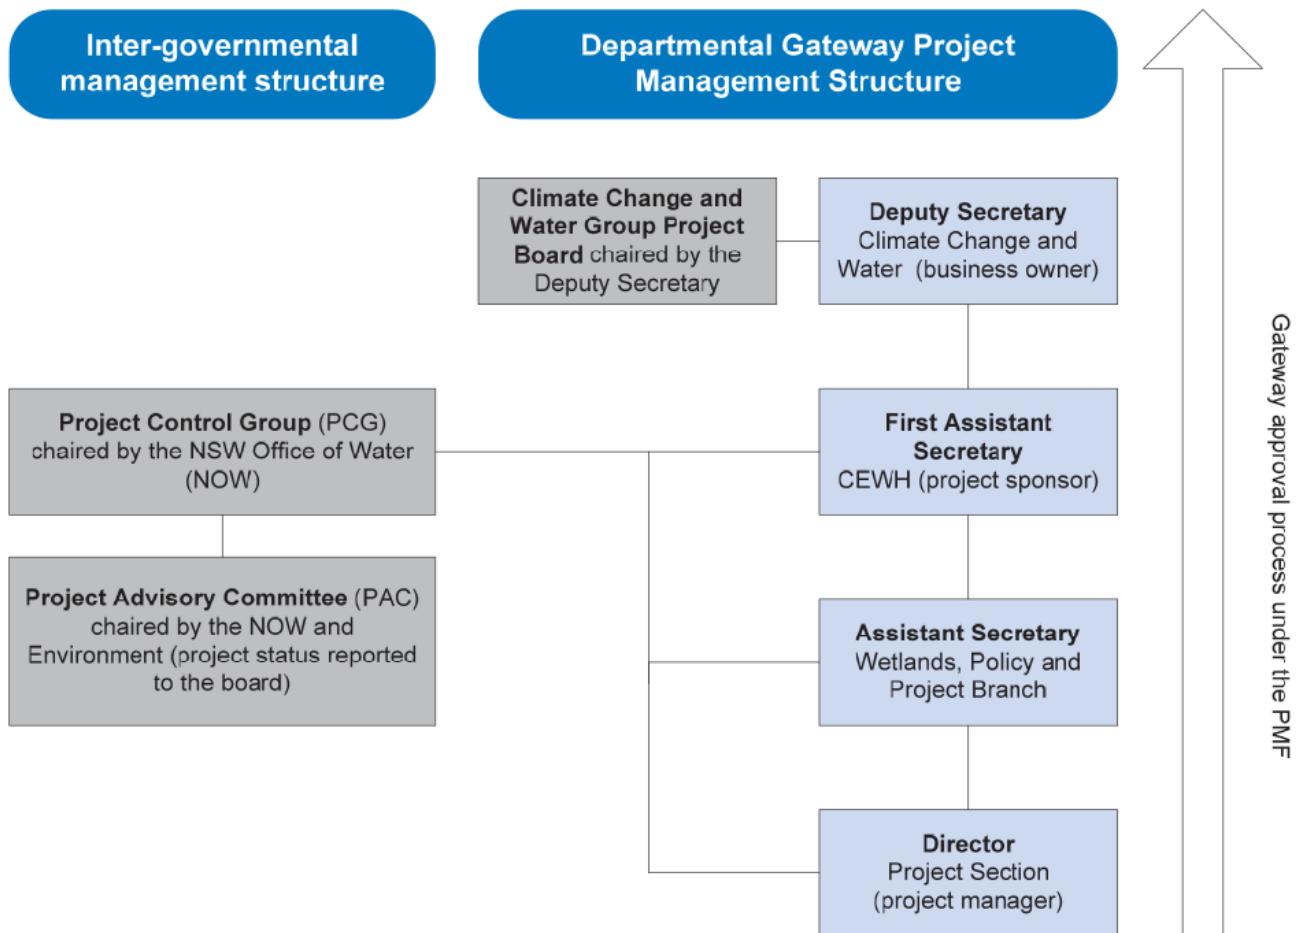 Inter-governmental
management structure
Departmental Gateway Project
Management Structure
Climate Change and
Water Group Project
Board chaired by the
Deputy Secretary
Deputy Secretary
Climate Change and
Water (business owner)
Project Control Group (PCG)
chaired by the NSW Office of Water
(NOW)
First Assistant
Secretary
CEWH (project sponsor)
Project Advisory Committee (PAC)
chaired by the NOW and
Environment (project status reported
to the board)
Assistant Secretary
Wetlands, Policy and
Project Branch
Director
Project Section
(project manager)
Gateway approval process under the PMF